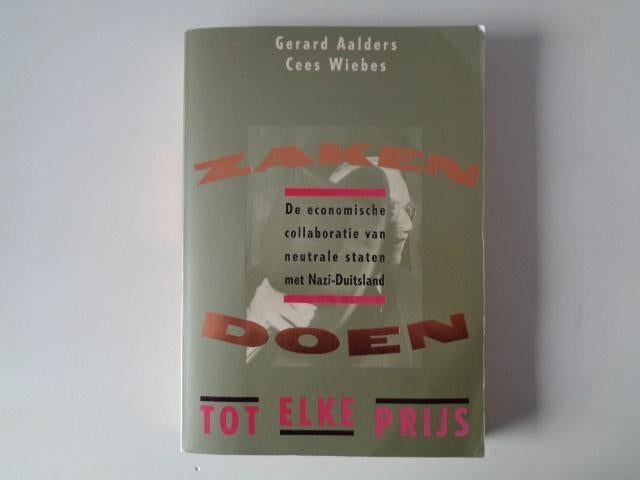 Gerard Aalders
Cees Wiebes
ZAKEN
De economische
collaboratie van
neutrale staten
met Nazi-Duitsland
DOEN
TOT ELKE PRIJS